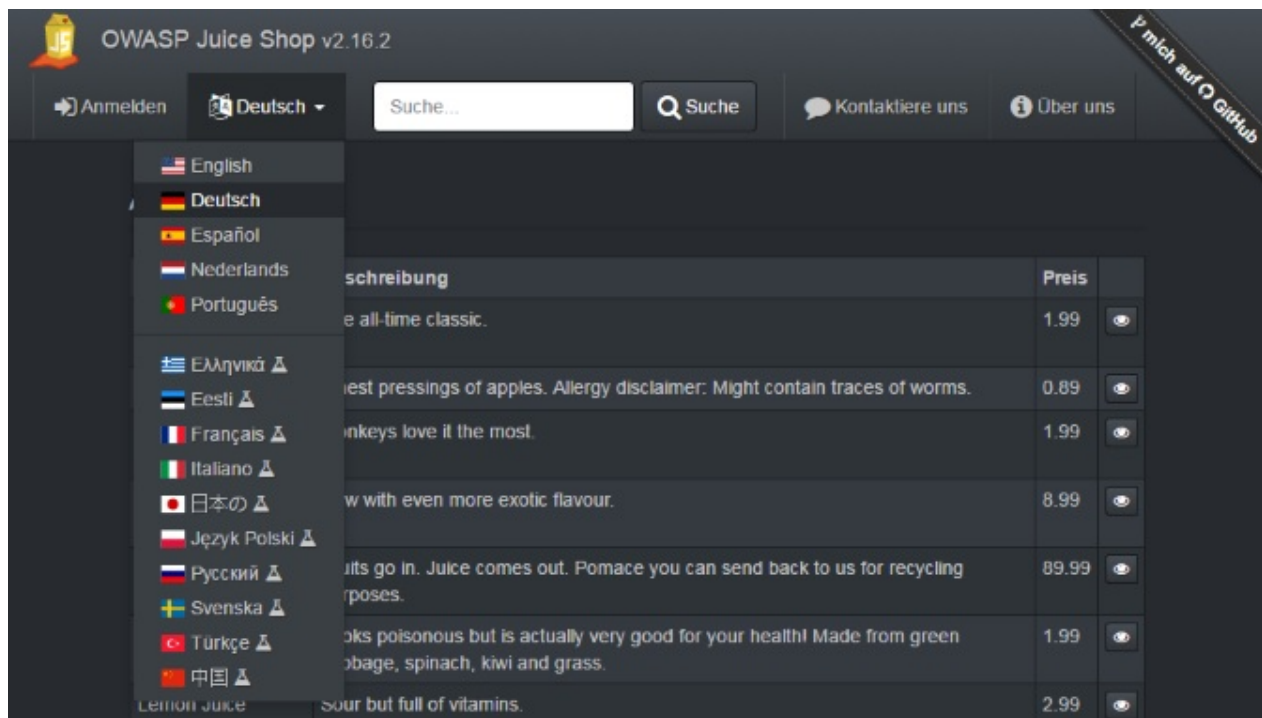 OWASP Juice Shop v2.16.2
mich auf GitHub
Anmelden Deutsch Suche... Suche Kontaktiere uns Über uns
English
Deutsch
Español
Nederlands
Português
Ελληνικά
Eesti
Français
Italiano
日本の
Język Polski
Русский
Svenska
Türkçe
中国
schreibung Preis
e all-time classic. 1.99
nest pressings of apples. Allergy disclaimer: Might contain traces of worms. 0.89
onkeys love it the most. 1.99
w with even more exotic flavour. 8.99
uits go in. Juice comes out. Pomace you can send back to us for recycling 89.99
rposes.
oks poisonous but is actually very good for your health! Made from green 1.99
bbage, spinach, kiwi and grass.
Lemon Juice Sour but full of vitamins. 2.99